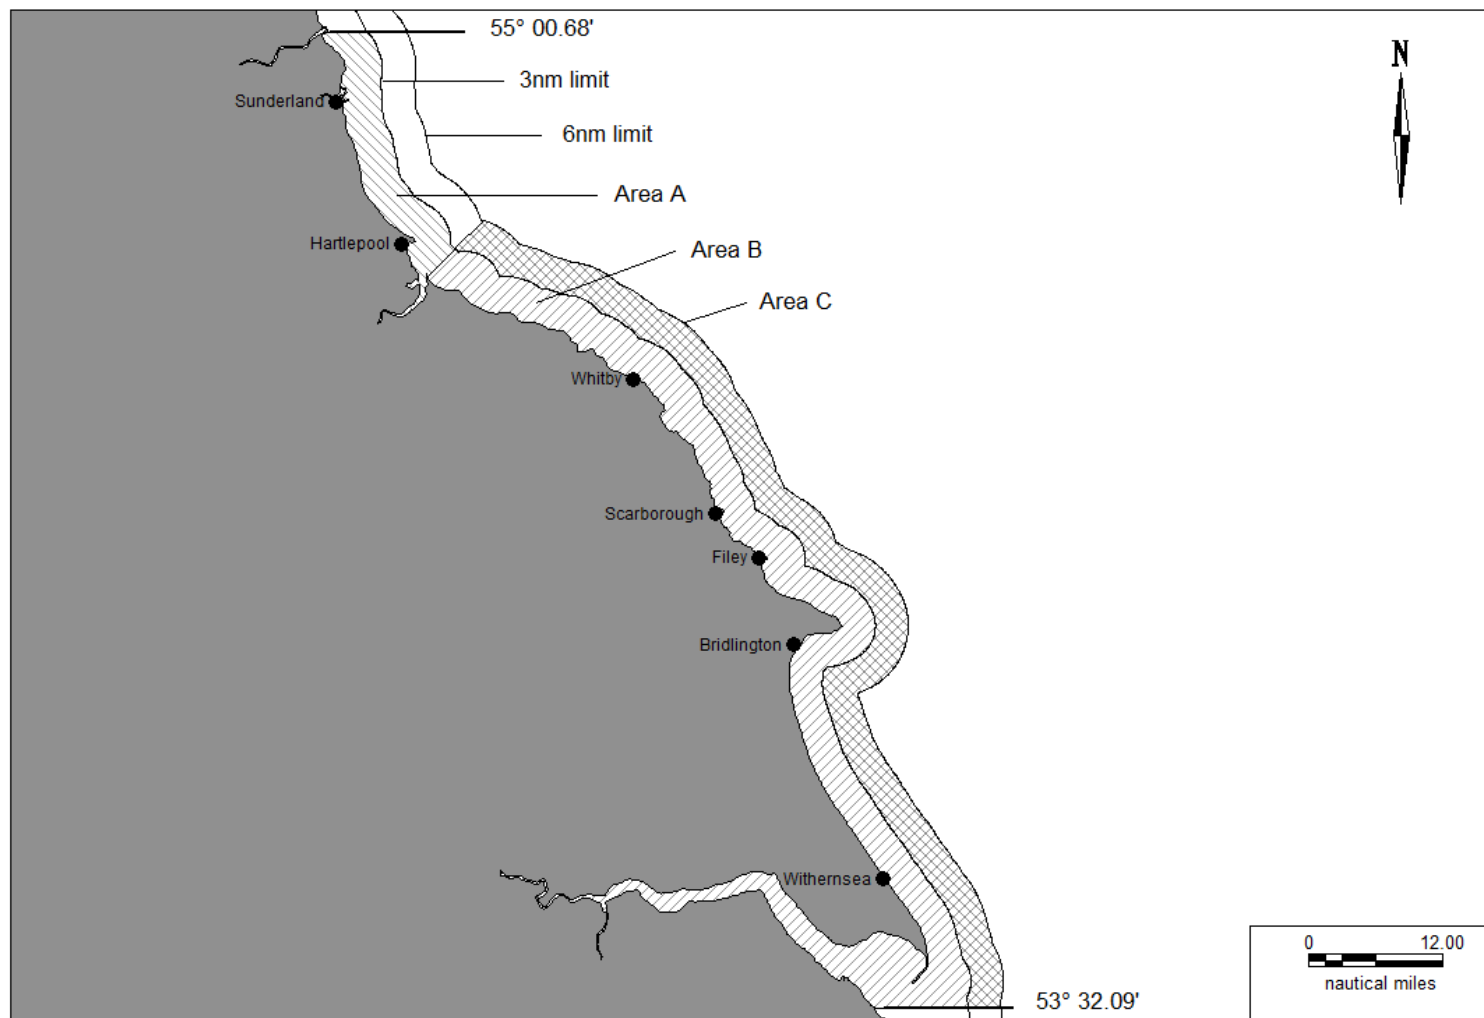 55° 00.68'
N
3nm limit
Sunderland
6nm limit
Area A
Hartlepool
Area B
Area C
Whitby
Scarborough
Filey
Bridlington
Withernsea
0 12.00
nautical miles
53° 32.09'